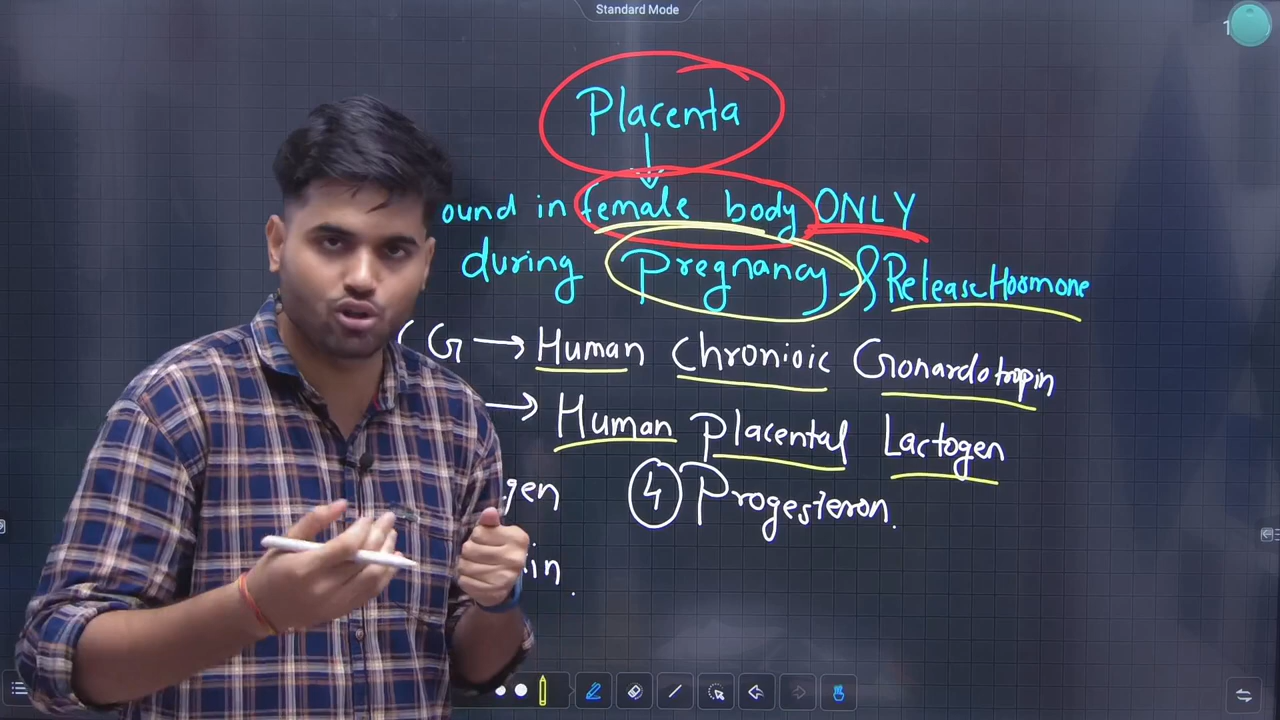 Standard Mode
Placenta
ound in female body ONLY
during Pregnancy & Release Hormone
G → Human Chronioic Gonardotropin
→ Human Placental Lactogen
gen ④ Progesteron.
in.